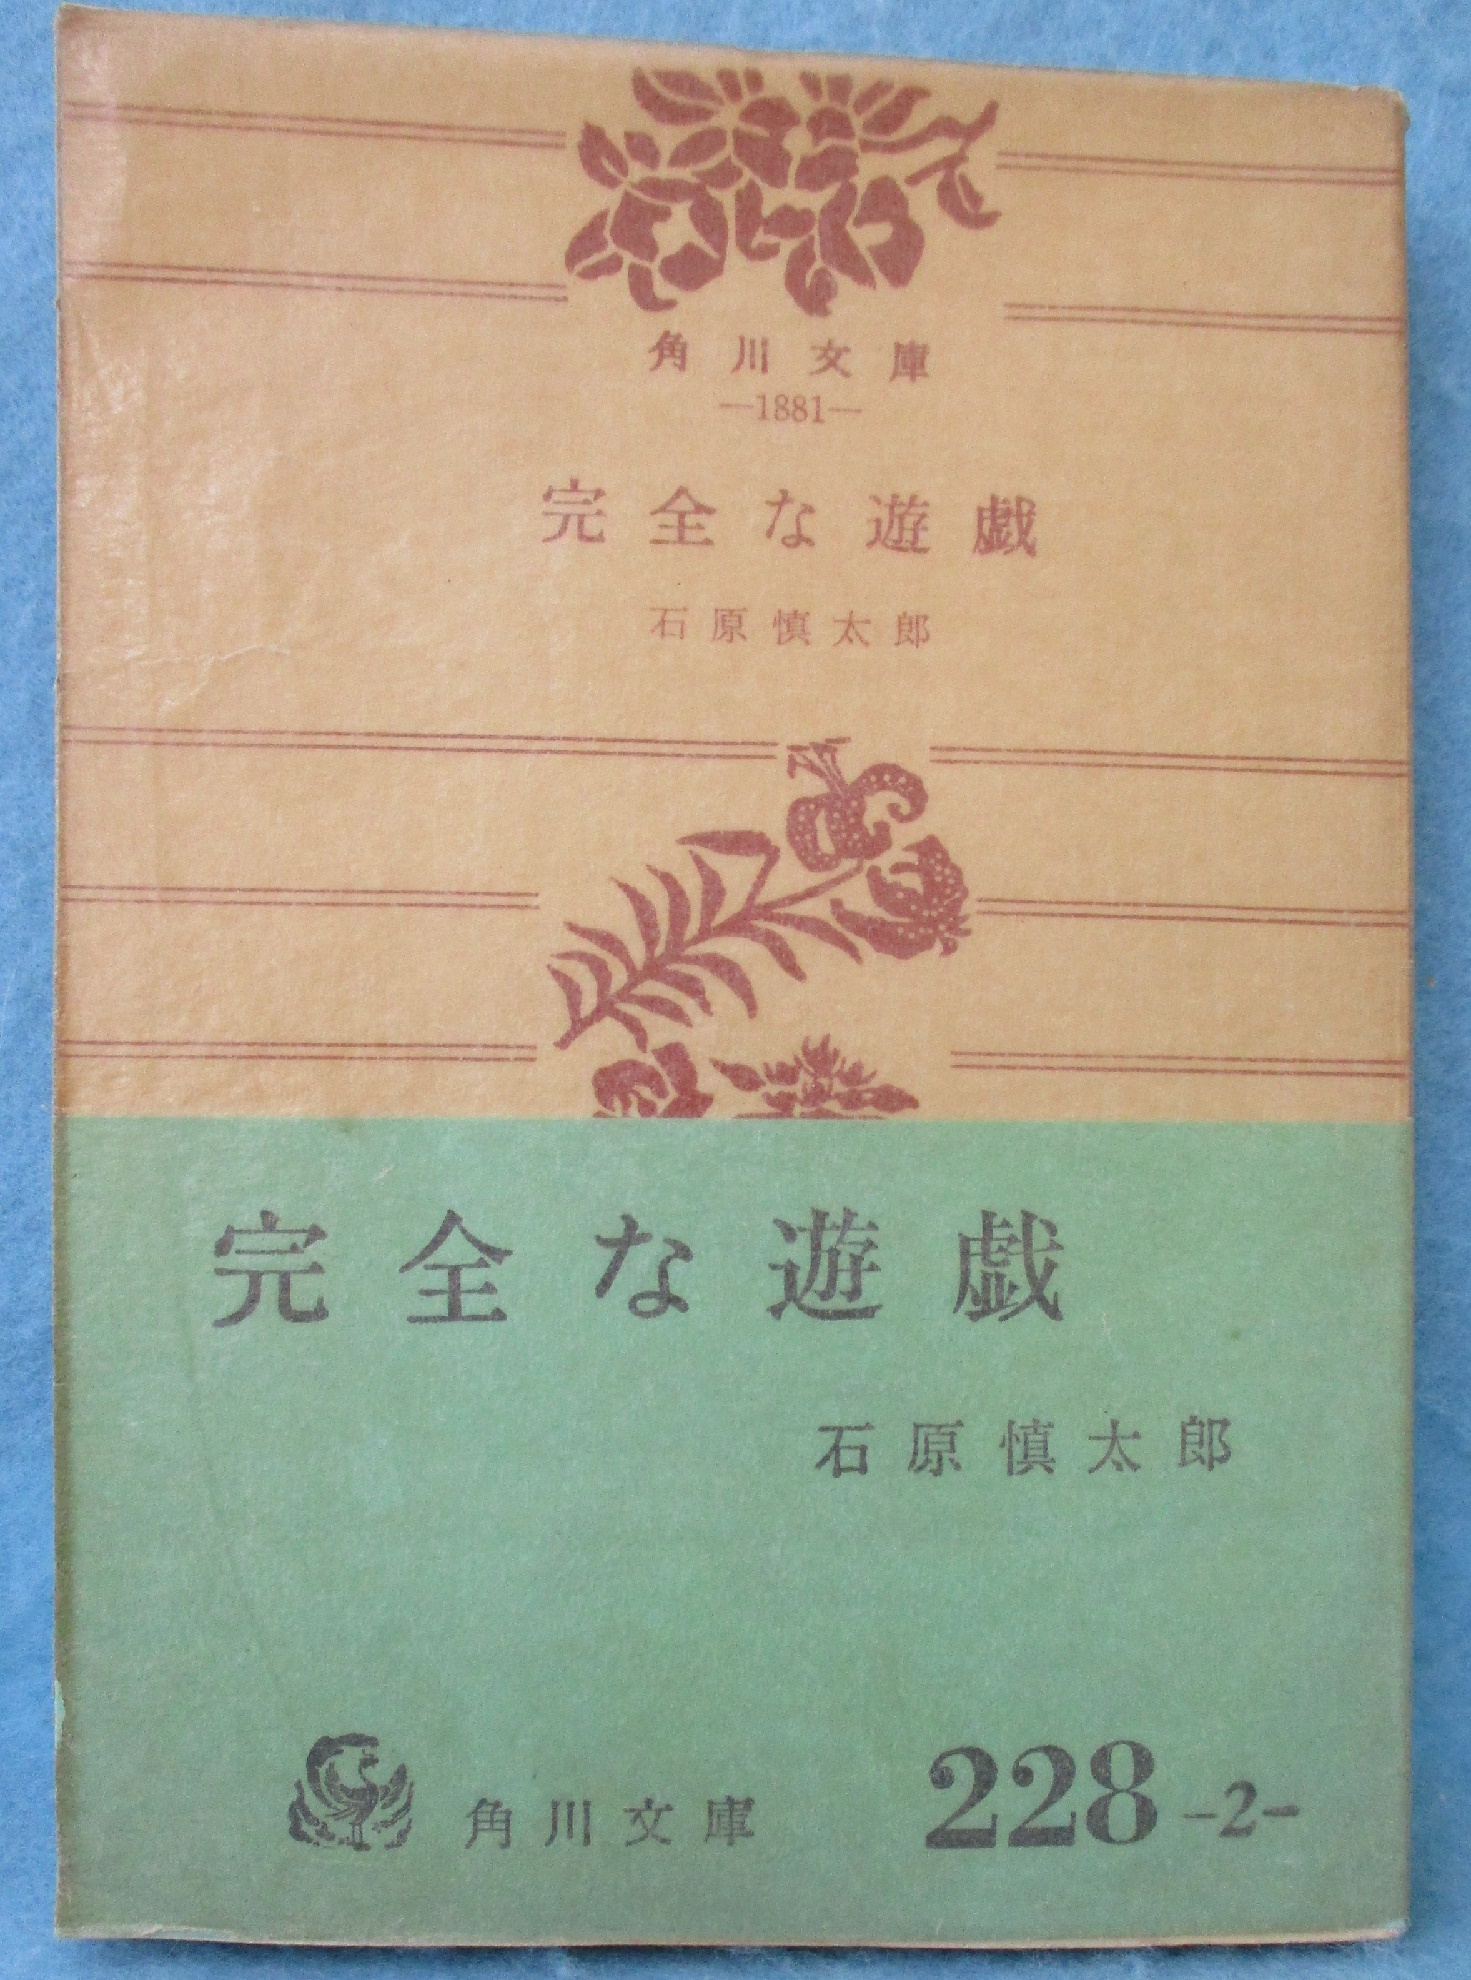 角川文庫
—1881—
完全な遊戯
石原慎太郎
完全な遊戯
石原慎太郎
角川文庫 228 -2-